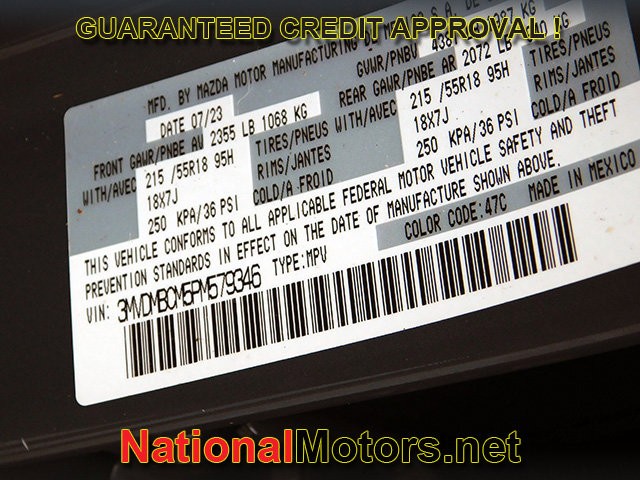 GUARANTEED CREDIT APPROVAL!
MFD. BY MAZDA MOTOR MANUFACTURING DE
DATE 07/23
GVWR/PNBV KG
FRONT GAWR/PNBE AV 2355 LB 1068 KG
REAR GAWR/PNBE AR 2072 LB KG
WITH/AVEC 215 /55R18 95H TIRES/PNEUS
18X7J RIMS/JANTES
250 KPA/36 PSI COLD/A FROID
WITH/AVEC 215 /55R18 95H TIRES/PNEUS
18X7J RIMS/JANTES
250 KPA/36 PSI COLD/A FROID
THIS VEHICLE CONFORMS TO ALL APPLICABLE FEDERAL MOTOR VEHICLE SAFETY AND THEFT
PREVENTION STANDARDS IN EFFECT ON THE DATE OF MANUFACTURE SHOWN ABOVE.
VIN: 3MVDMBCM5PM579346 TYPE:MPV
COLOR CODE:47C MADE IN MEXICO
NationalMotors.net